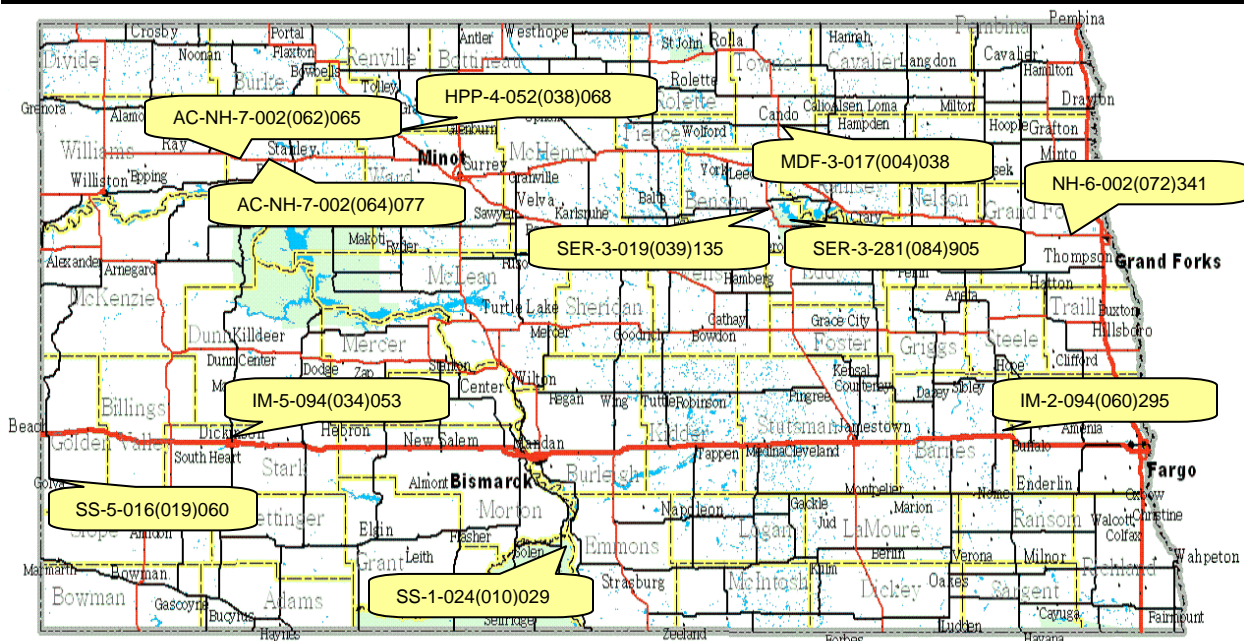 Pembina
Crosby
Portal
Antler
Westhope
St John
Rolla
Hannah
Pembina
Noonan
Flaxton
Renville
Bottineau
Towner
Cavalier
Langdon
Cavalier
Divide
Burke
Bowbells
Tolley
Rolette
Hamilton
Grenora
Alamo
HPP-4-052(038)068
Rolette
Calio
Alsen
Loma
Milton
Drayton
AC-NH-7-002(062)065
Glenburn
Pierce
Wolford
Cando
Hampden
Hoople
Grafton
Williams
Ray
Stanley
Minot
Surrey
McHenry
MDF-3-017(004)038
Minto
Williston
Epping
Ward
Granville
York
Leeds
Ramsey
NH-6-002(072)341
AC-NH-7-002(064)077
Sawyer
Velva
Karlsruhe
Balta
Benson
Nelson
Grand Fo
Makoti
Ryder
SER-3-019(039)135
SER-3-281(084)905
Thompson
Grand Forks
Alexander
Arnegard
McLean
Hamberg
Eddy
Hatton
McKenzie
Turtle Lake
Sheridan
Aneta
Traill
Buxton
Dunn
Killdeer
Mercer
Mercer
Goodrich
Cathay
Bowdon
Grace City
Foster
Griggs
Steele
Hillsboro
Dunn Center
Dodge
Zap
Stanton
Center
Wilton
Kensal
Courtenay
Hope
Clifford
Regan
Wing
Tuttle
Robinson
Pingree
Dazey
Sibley
Billings
IM-5-094(034)053
IM-2-094(060)295
Beach
Golden Valley
Dickinson
Hebron
New Salem
Mandan
Kidder
Stutsman
Jamestown
Barnes
Buffalo
Amenia
South Heart
Stark
Almont
Bismarck
Burleigh
Tappen
Medina
Cleveland
Fargo
Golva
Montpelier
Nome
Enderlin
Oxbow
SS-5-016(019)060
Morton
Napoleon
Gackle
Marion
Ransom
Walcott
Christine
Slope
Amidon
Elgin
Flasher
Logan
Jud
LaMoure
Colfax
Grant
Leith
Solen
Emmons
Berlin
Verona
Milnor
Wahpeton
Marmarth
Bowman
Strasburg
McIntosh
Kulm
Dickey
Oakes
Sargent
Richland
Bowman
Gascoyne
Adams
SS-1-024(010)029
Bucyrus
Selfridge
Cayuga
Fairmount
Haynes
Zeeland
Forbes
Ludden
Havana